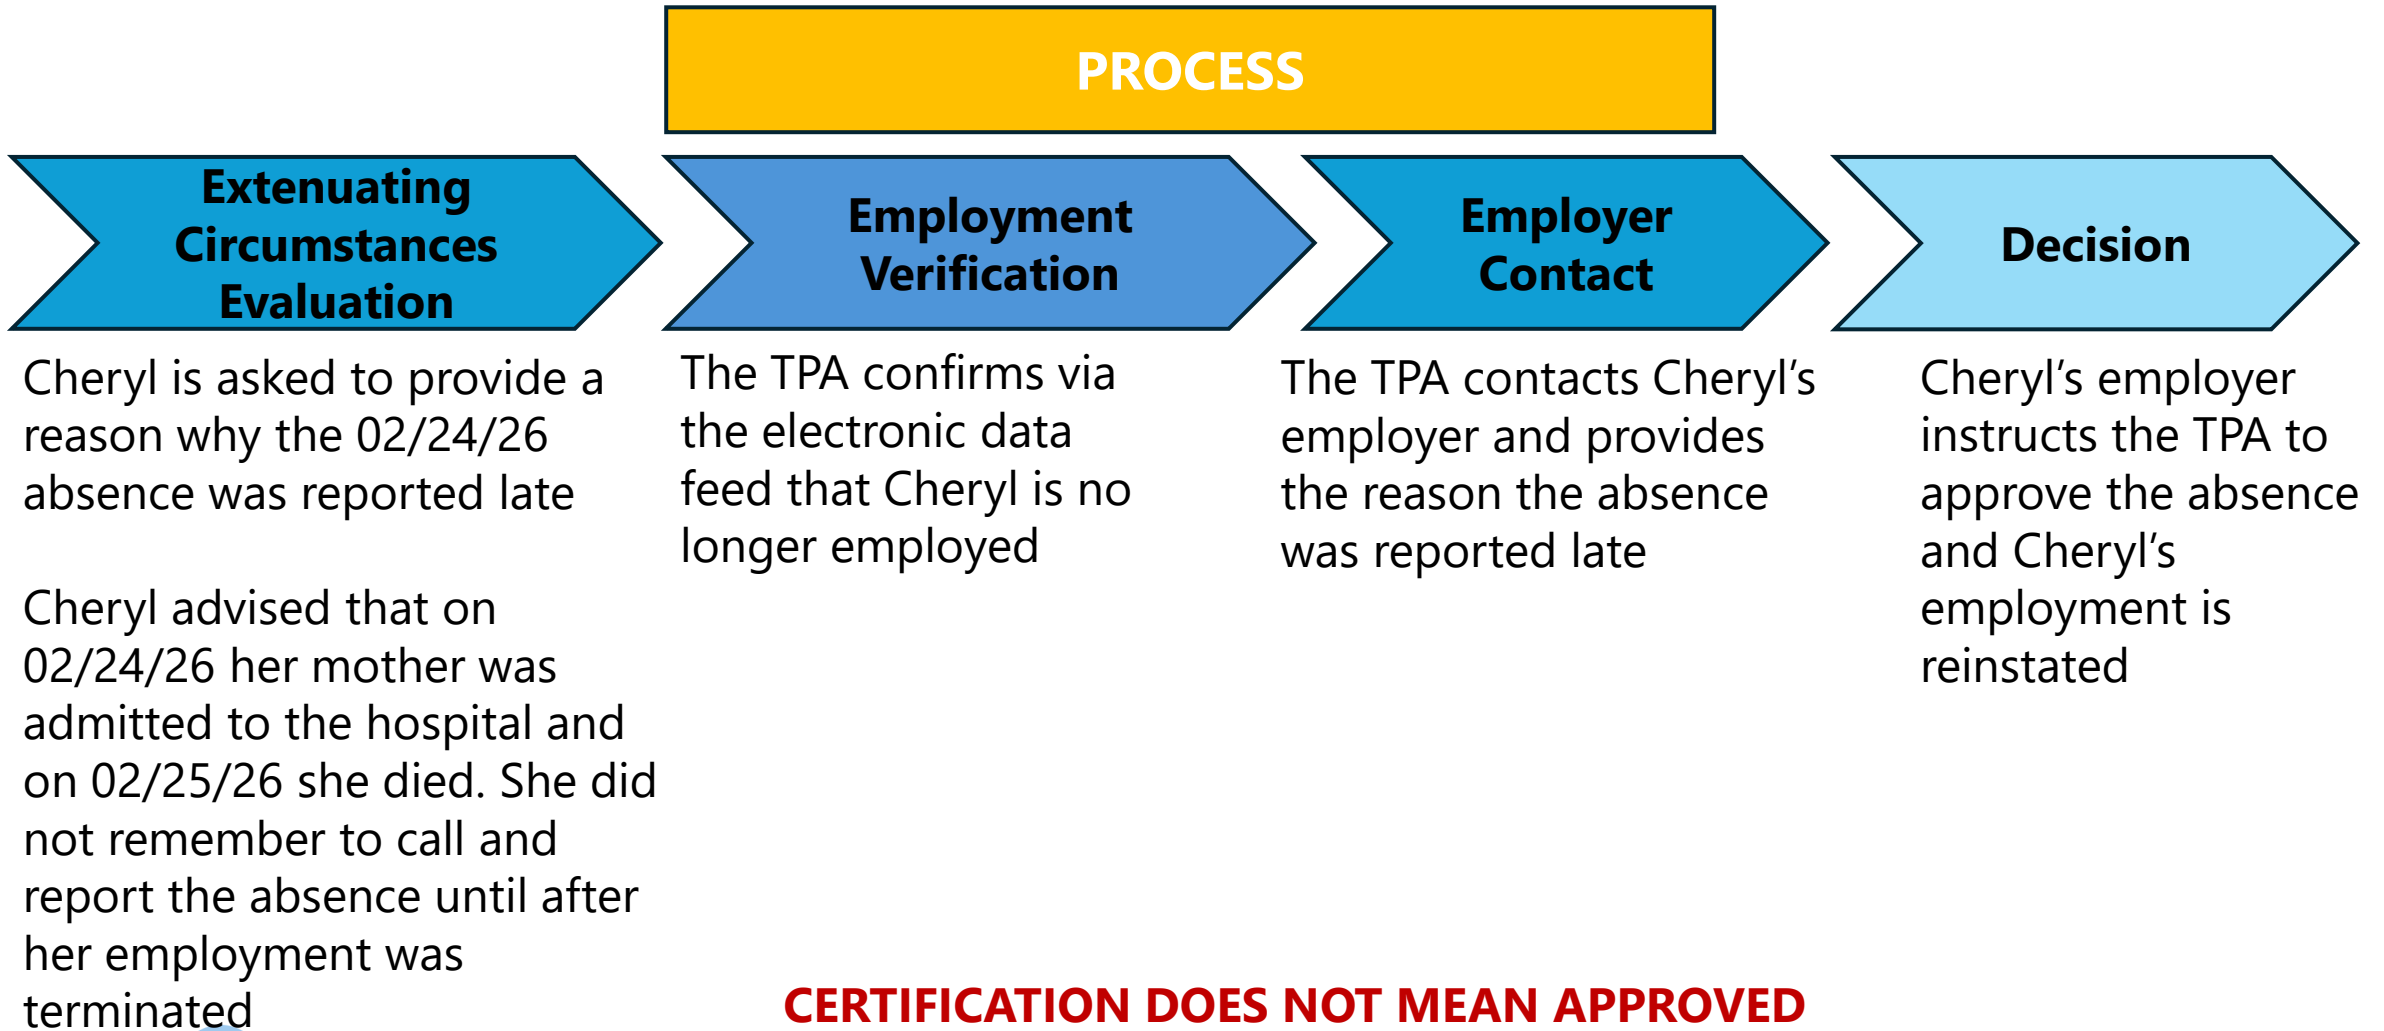 PROCESS
Extenuating
Circumstances
Evaluation
Employment
Verification
Employer
Contact
Decision
Cheryl is asked to provide a
reason why the 02/24/26
absence was reported late
Cheryl advised that on
02/24/26 her mother was
admitted to the hospital and
on 02/25/26 she died. She did
not remember to call and
report the absence until after
her employment was
terminated
The TPA confirms via
the electronic data
feed that Cheryl is no
longer employed
The TPA contacts Cheryl’s
employer and provides
the reason the absence
was reported late
Cheryl’s employer
instructs the TPA to
approve the absence
and Cheryl’s
employment is
reinstated
CERTIFICATION DOES NOT MEAN APPROVED